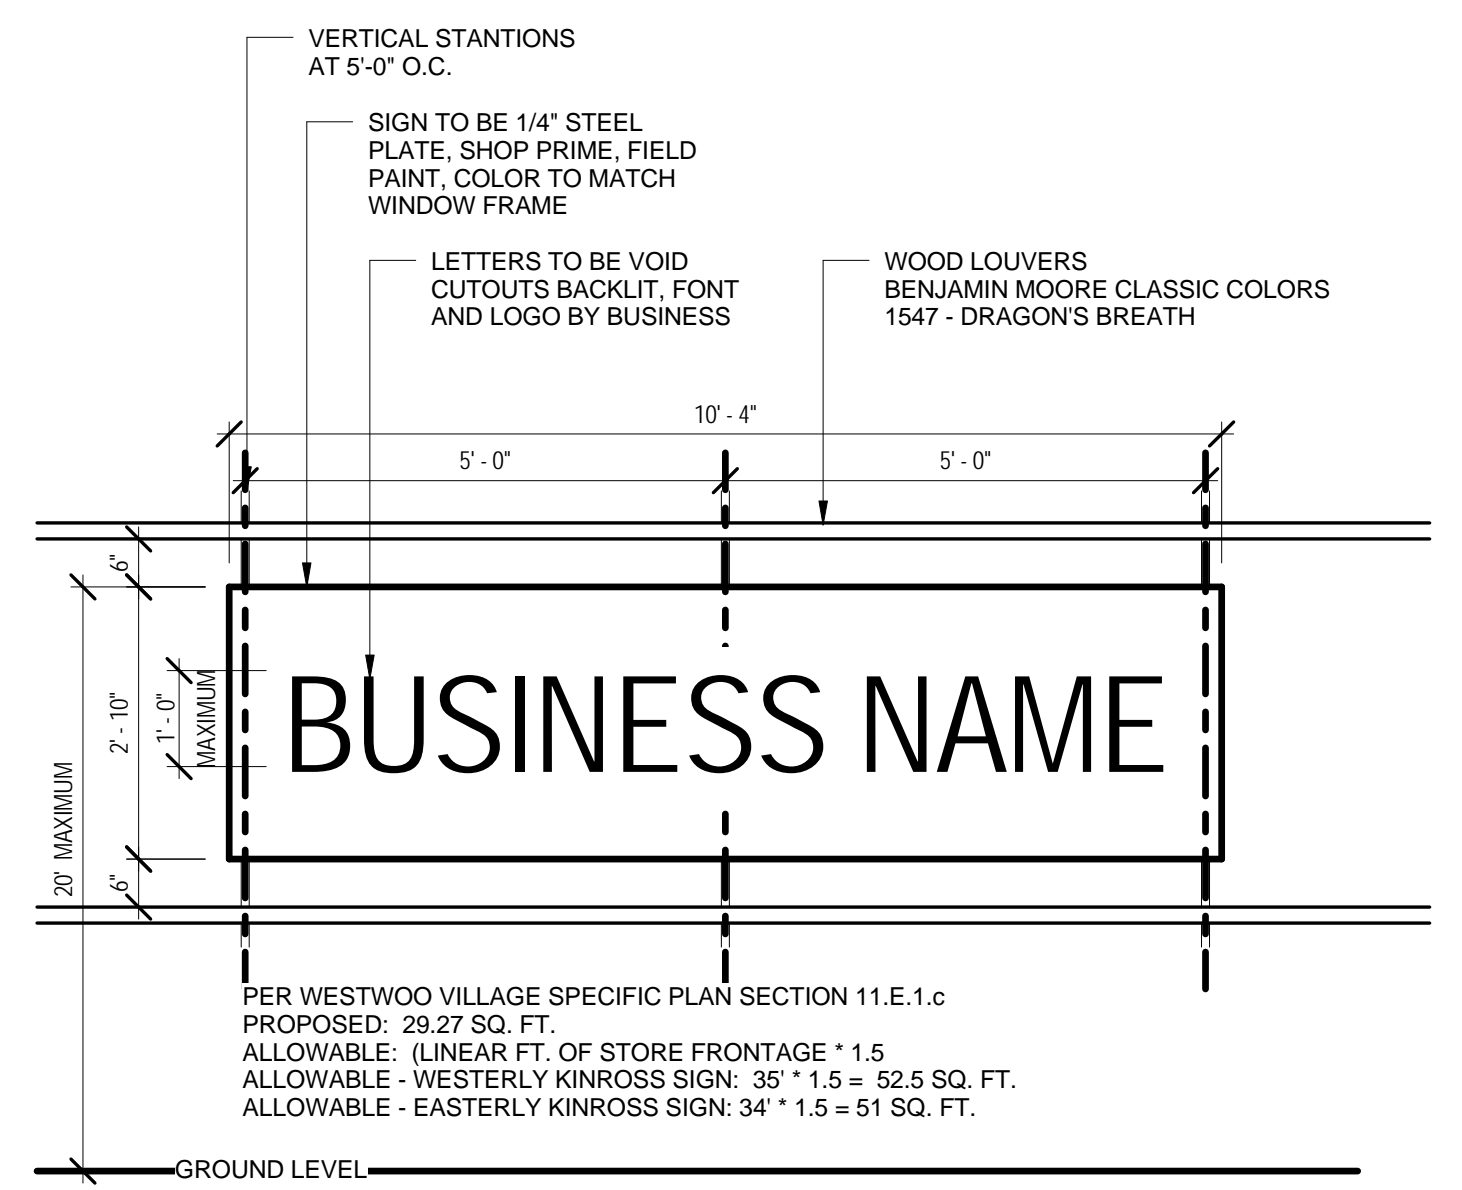 VERTICAL STANTIONS
AT 5'-0" O.C.
SIGN TO BE 1/4" STEEL
PLATE, SHOP PRIME, FIELD
PAINT, COLOR TO MATCH
WINDOW FRAME
LETTERS TO BE VOID
CUTOUTS BACKLIT, FONT
AND LOGO BY BUSINESS
WOOD LOUVERS
BENJAMIN MOORE CLASSIC COLORS
1547 - DRAGON'S BREATH
10' - 4"
5' - 0"
5' - 0"
6"
2' - 10"
6"
1' - 0"
MAXIMUM
20' MAXIMUM
BUSINESS NAME
PER WESTWOO VILLAGE SPECIFIC PLAN SECTION 11.E.1.c
PROPOSED: 29.27 SQ. FT.
ALLOWABLE: (LINEAR FT. OF STORE FRONTAGE * 1.5
ALLOWABLE - WESTERLY KINROSS SIGN: 35' * 1.5 = 52.5 SQ. FT.
ALLOWABLE - EASTERLY KINROSS SIGN: 34' * 1.5 = 51 SQ. FT.
GROUND LEVEL